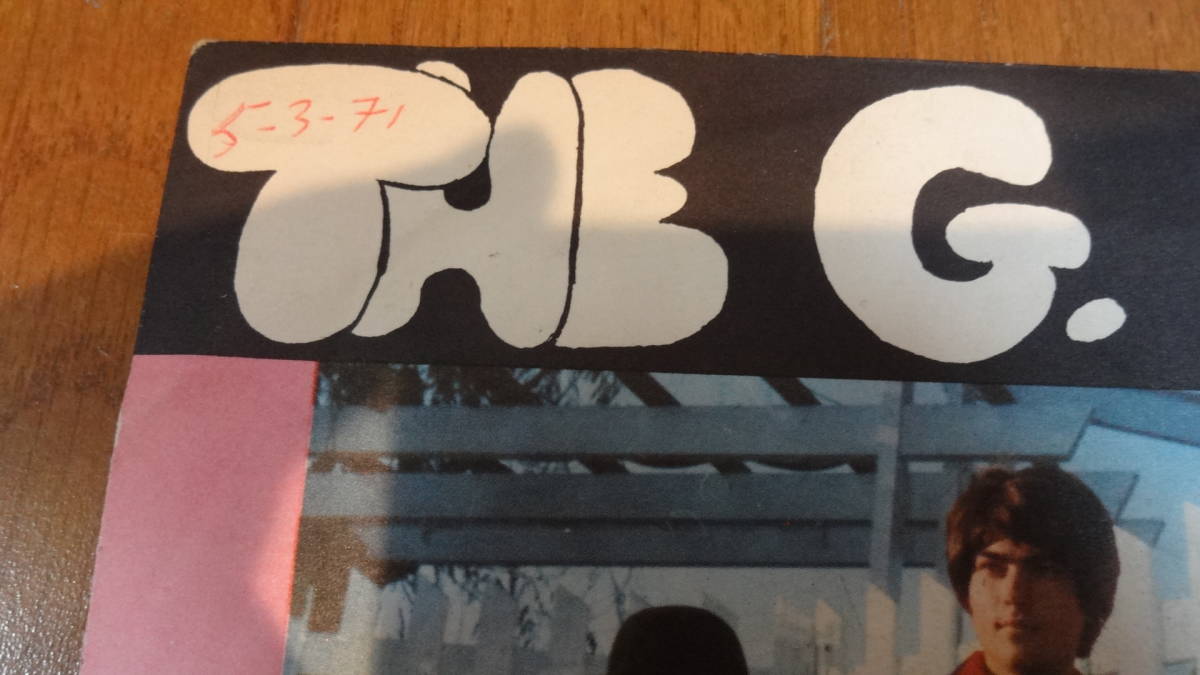 5-3-71
THE G.